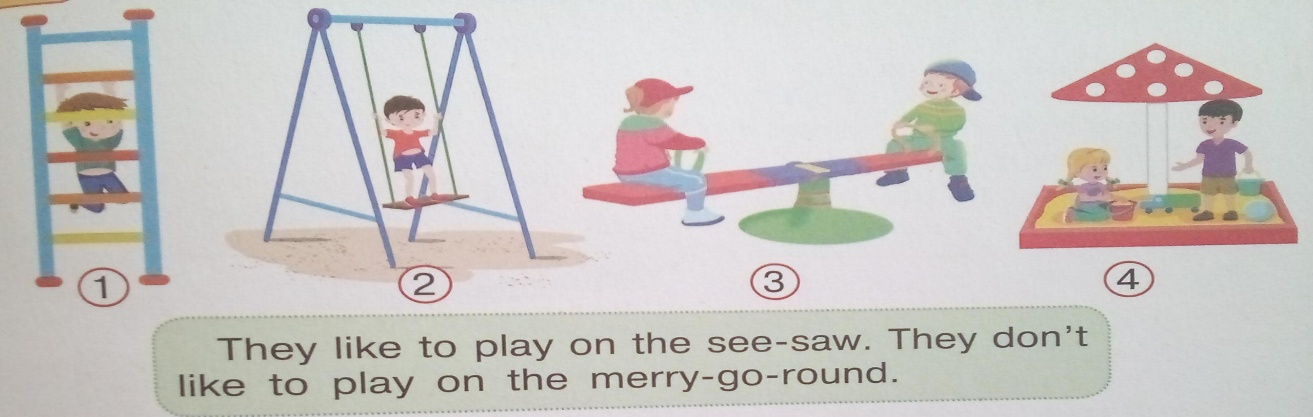 1
2
3
4
They like to play on the see-saw. They don't
like to play on the merry-go-round.